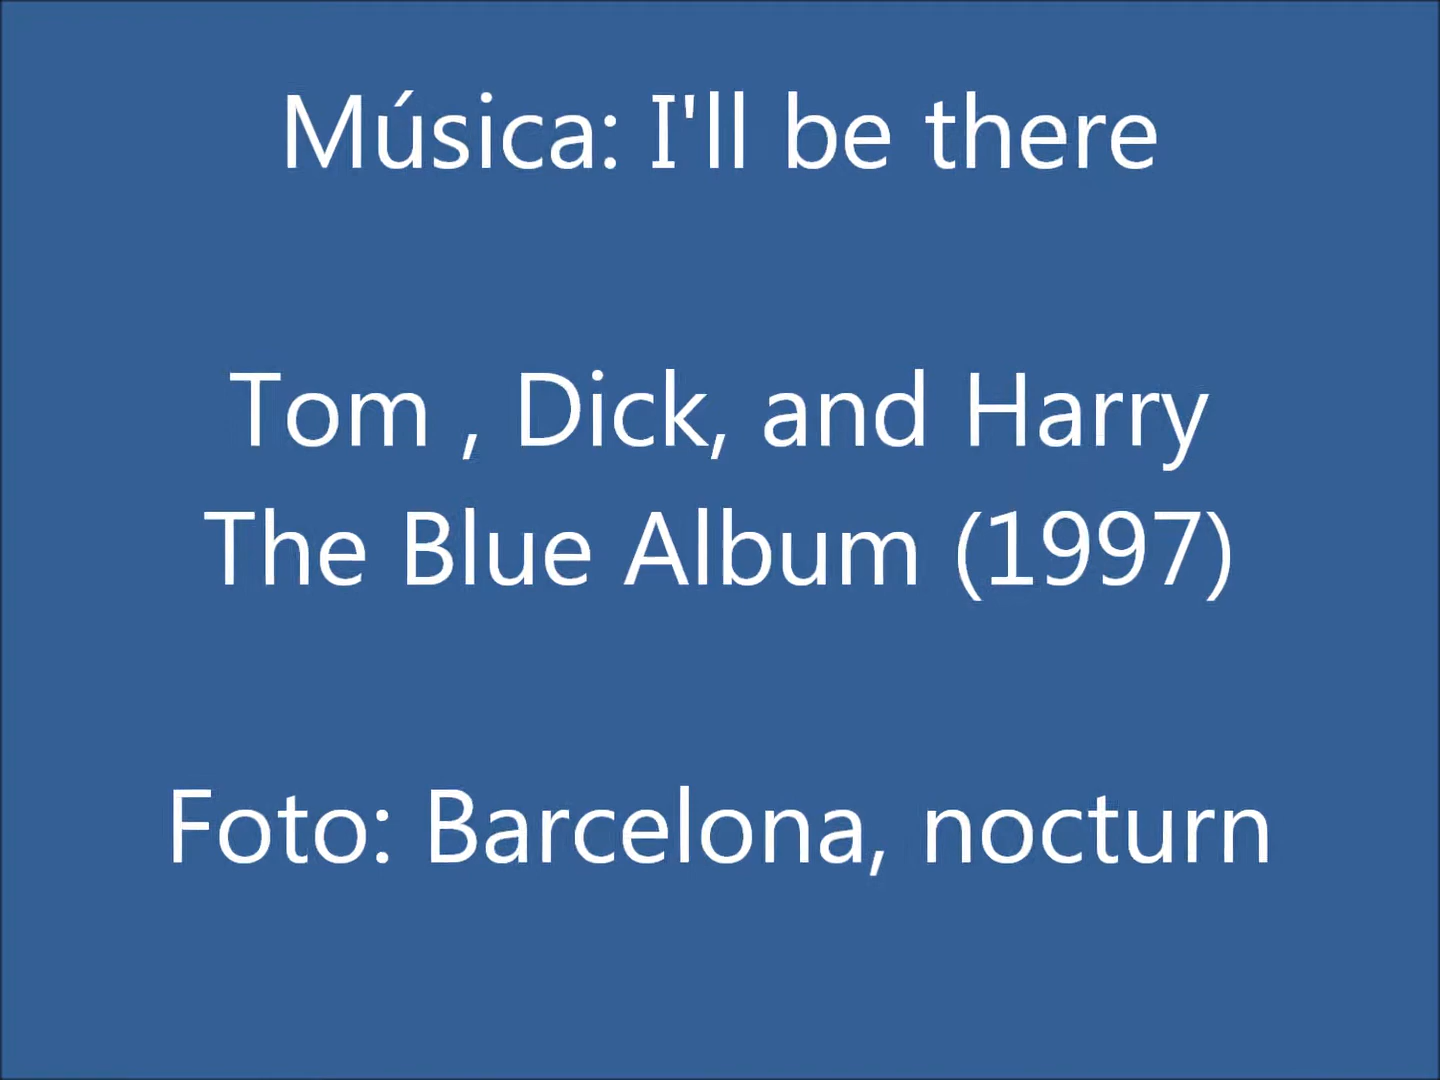 Música: I'll be there
Tom , Dick, and Harry
The Blue Album (1997)
Foto: Barcelona, nocturn